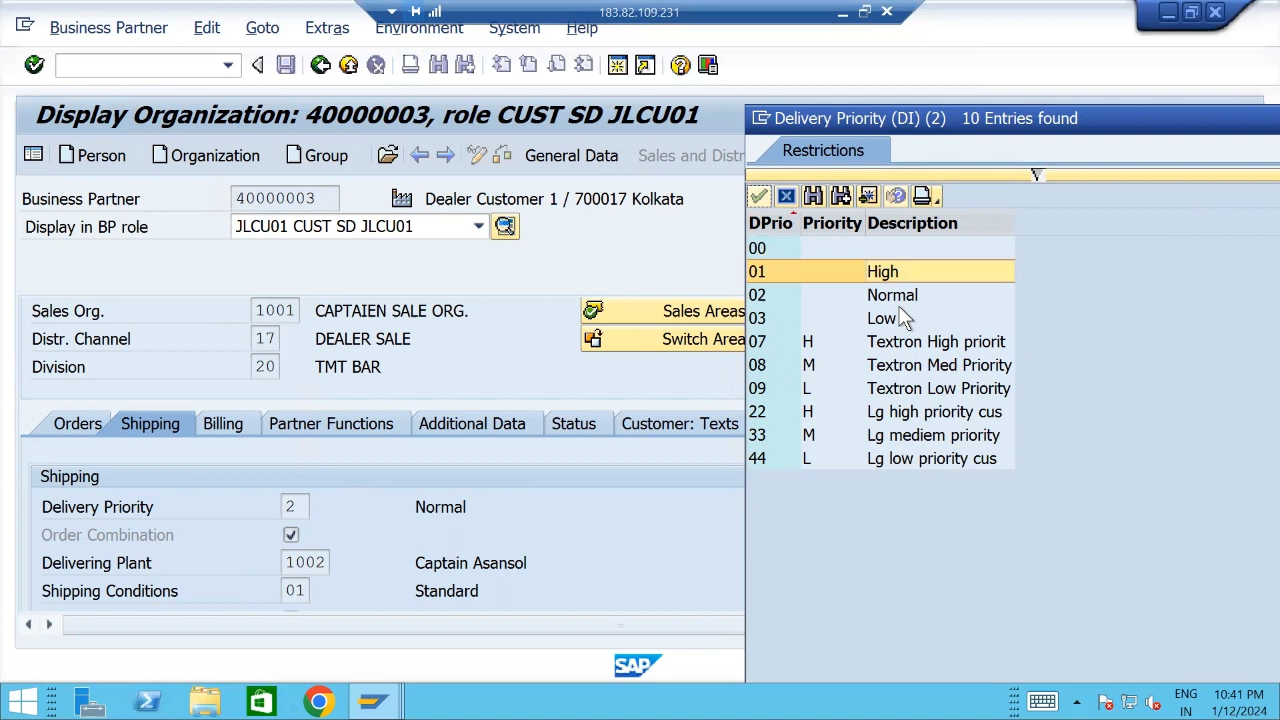 183.82.109.231
Business Partner Edit Goto Extras Environment System Help
Display Organization: 40000003, role CUST SD JLCU01
Person Organization Group General Data Sales and Distr
Business Partner 40000003 Dealer Customer 1 / 700017 Kolkata
Display in BP role JLCU01 CUST SD JLCU01
Sales Org. 1001 CAPTAIEN SALE ORG. Sales Areas
Distr. Channel 17 DEALER SALE Switch Area
Division 20 TMT BAR
Orders Shipping Billing Partner Functions Additional Data Status Customer: Texts
Shipping
Delivery Priority 2 Normal
Order Combination
Delivering Plant 1002 Captain Asansol
Shipping Conditions 01 Standard
Delivery Priority (DI) (2) 10 Entries found
Restrictions
DPrio Priority Description
00
01 High
02 Normal
03 Low
07 H Textron High priorit
08 M Textron Med Priority
09 L Textron Low Priority
22 H Lg high priority cus
33 M Lg mediem priority
44 L Lg low priority cus
SAP
ENG 10:41 PM
IN 1/12/2024